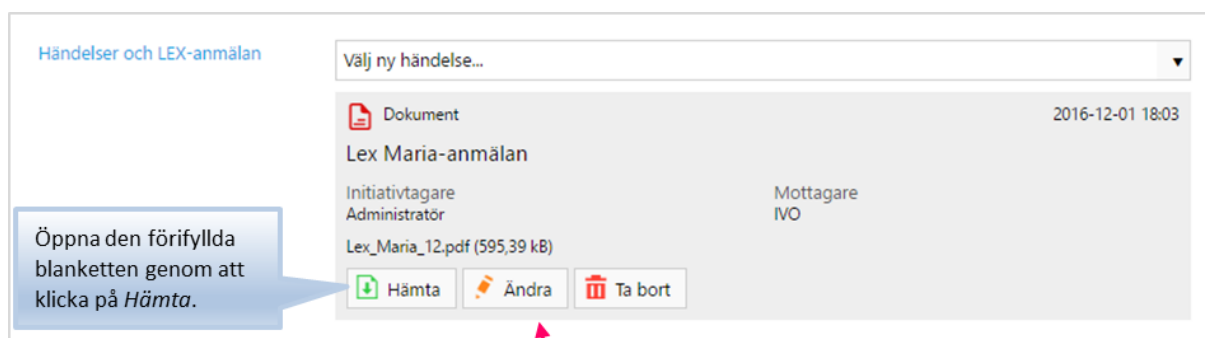 Händelser och LEX-anmälan
Välj ny händelse...
Dokument
2016-12-01 18:03
Lex Maria-anmälan
Initiativtagare
Mottagare
Administratör
IVO
Lex_Maria_12.pdf (595,39 kB)
Hämta
Ändra
Ta bort
Öppna den förifyllda
blanketten genom att
klicka på Hämta.